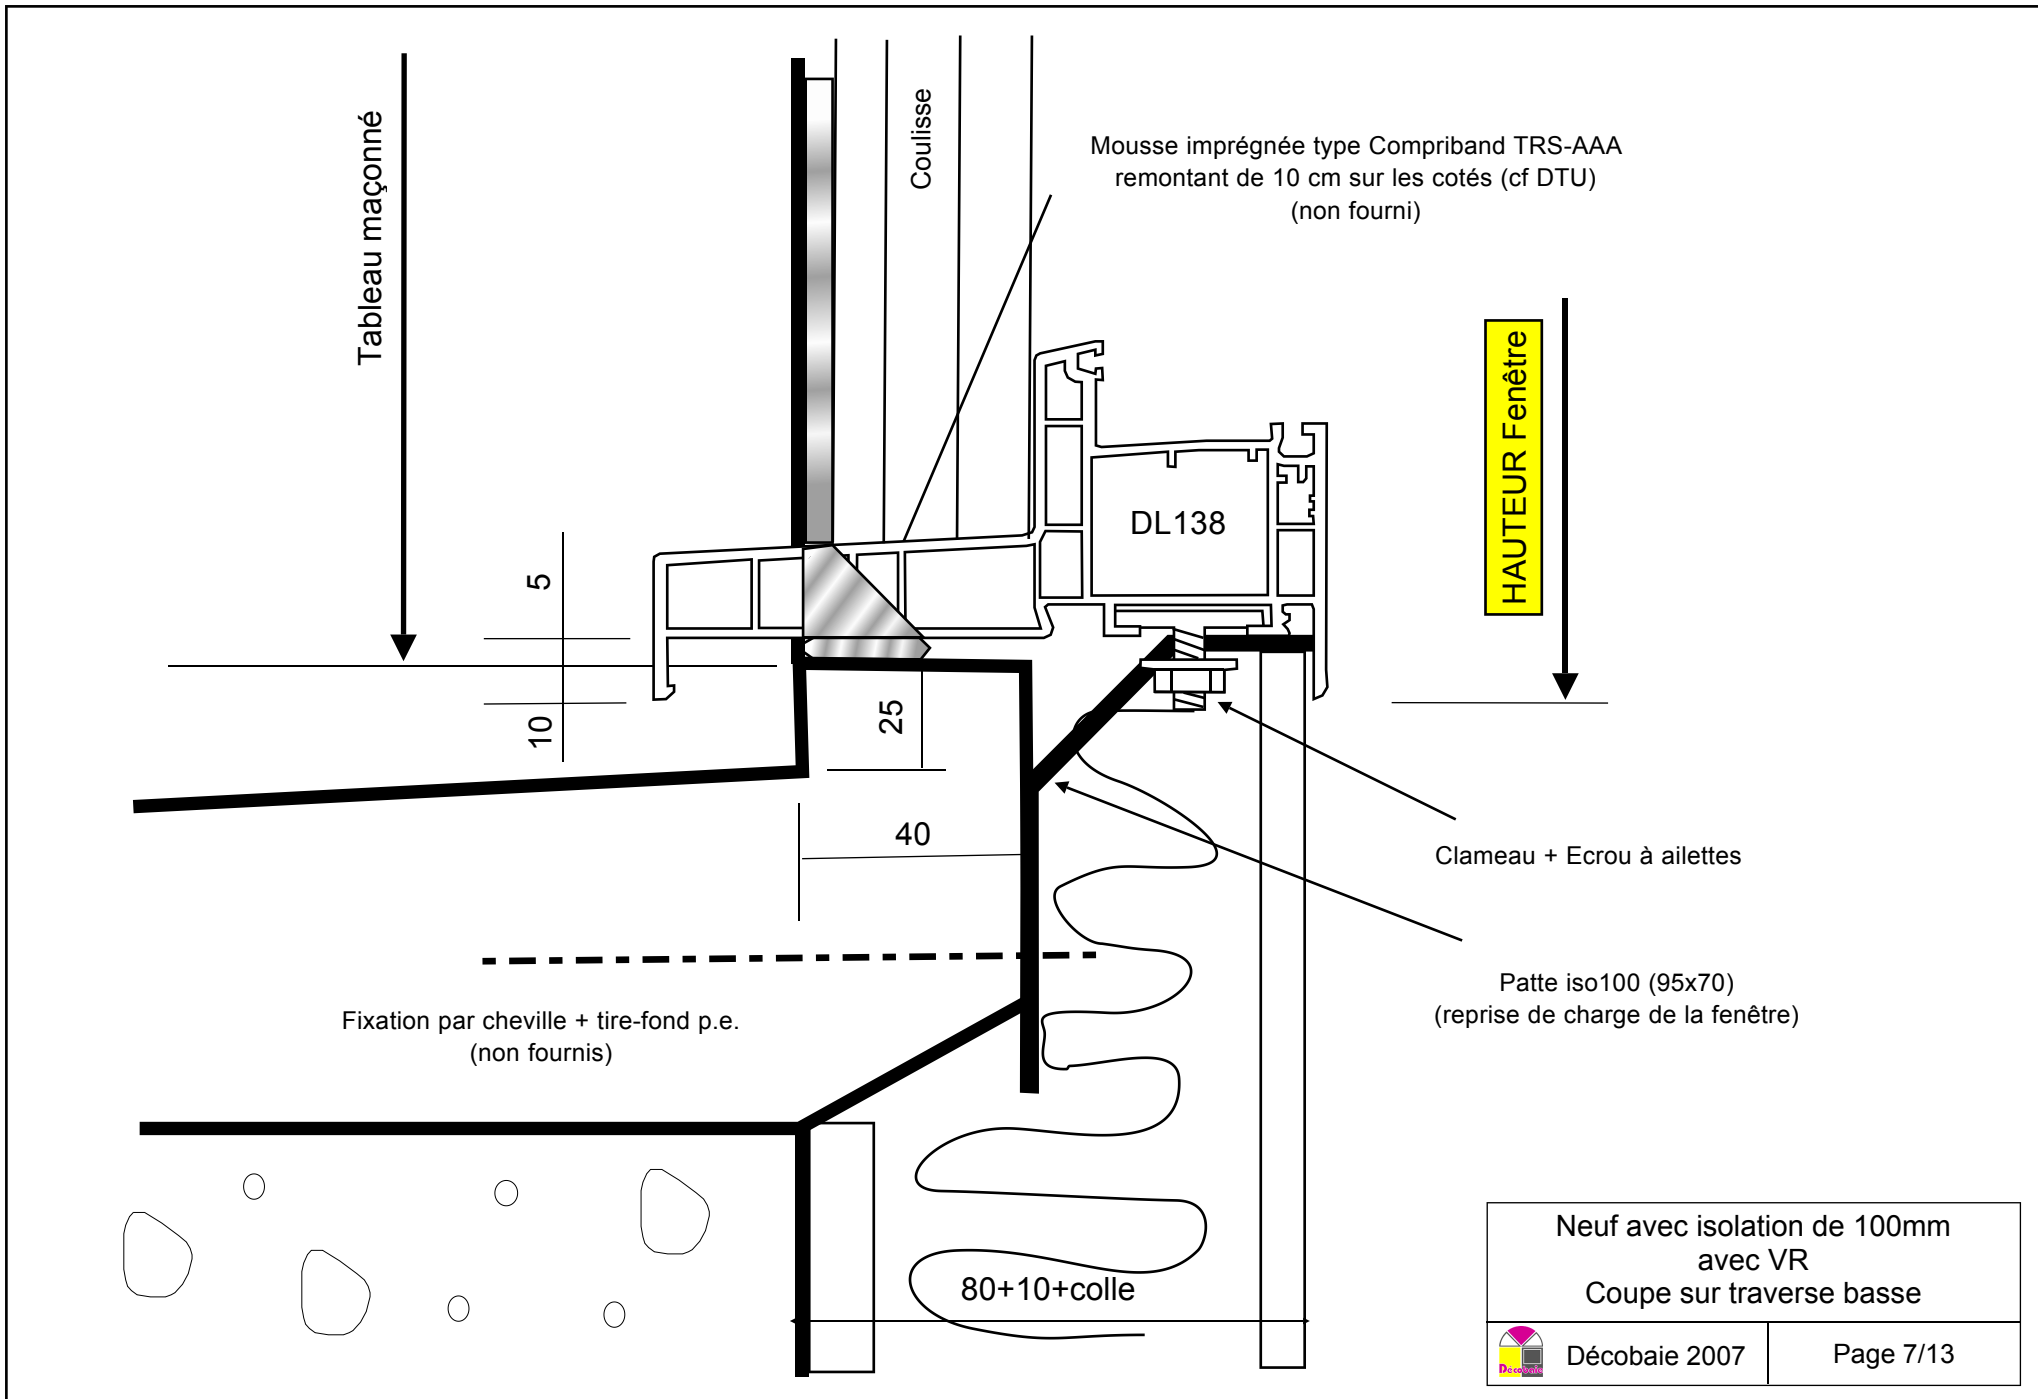 Tableau maçonné
Coulisse
Mousse imprégnée type Compriband TRS-AAA
remontant de 10 cm sur les cotés (cf DTU)
(non fourni)
HAUTEUR Fenêtre
DL138
5
10
25
40
Clameau + Ecrou à ailettes
Patte iso100 (95x70)
(reprise de charge de la fenêtre)
Fixation par cheville + tire-fond p.e.
(non fournis)
80+10+colle
Neuf avec isolation de 100mm
avec VR
Coupe sur traverse basse
Décobaie
Décobaie 2007
Page 7/13